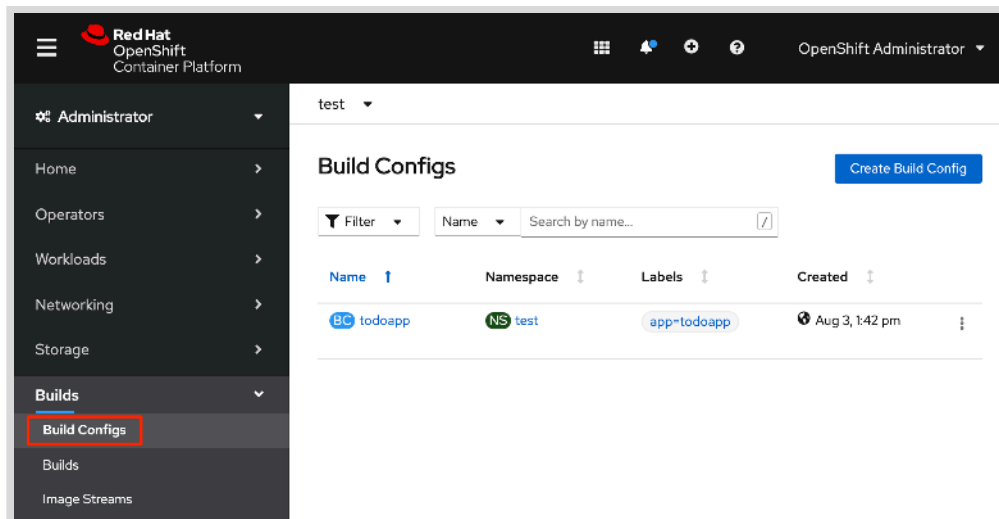 Red Hat
OpenShift
Container Platform
OpenShift Administrator
Administrator
test
Home
Operators
Workloads
Networking
Storage
Builds
Build Configs
Builds
Image Streams
Build Configs
Create Build Config
Filter Name Search by name... /
Name Namespace Labels Created
BC todoapp NS test app=todoapp Aug 3, 1:42 pm